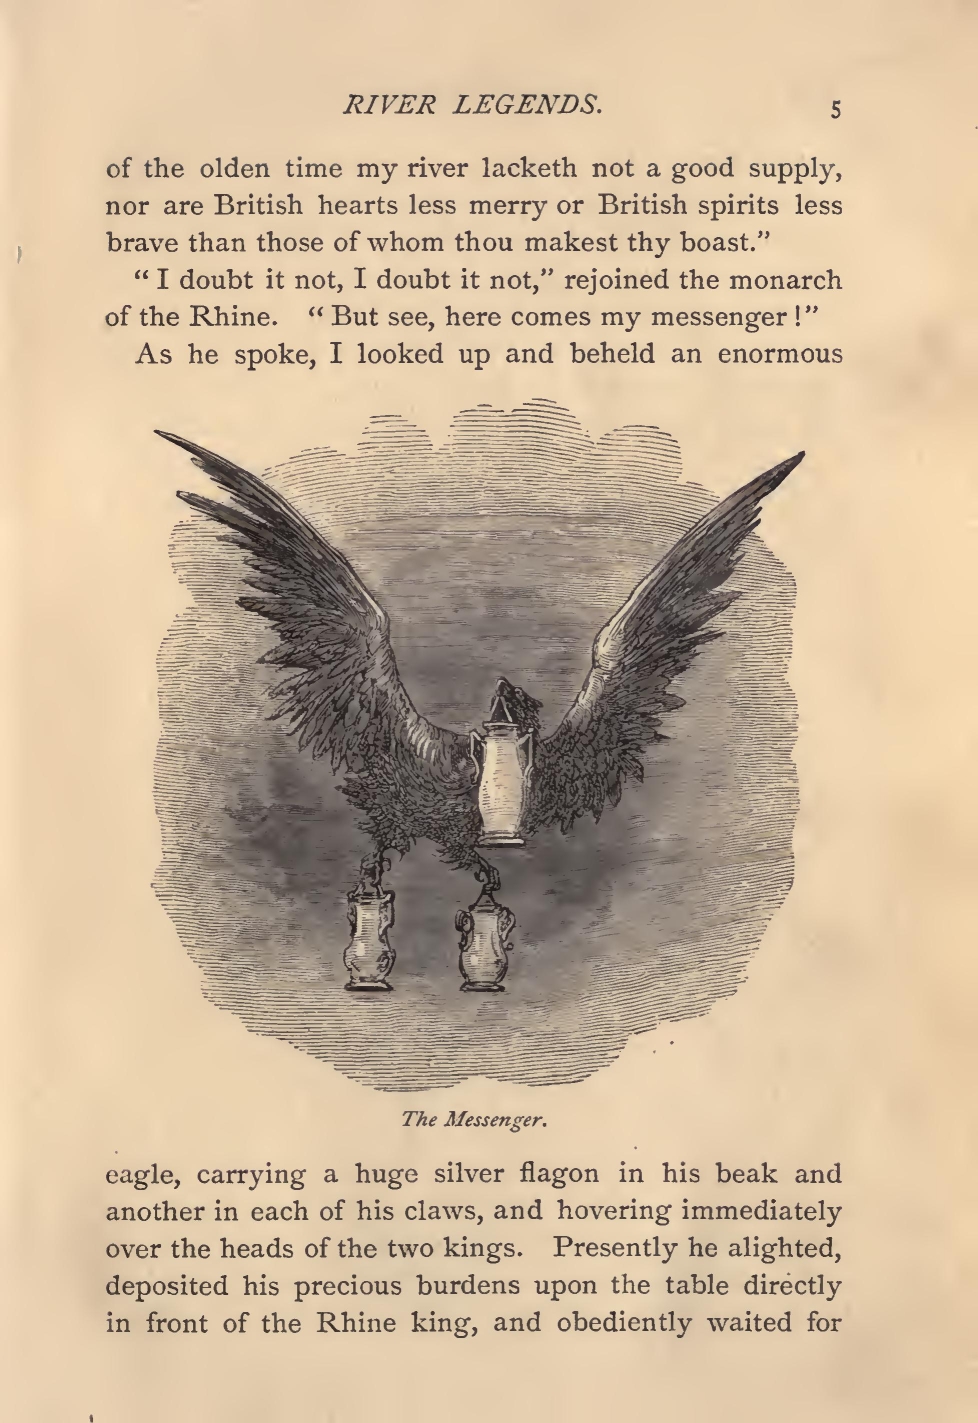 RIVER LEGENDS. 5
of the olden time my river lacketh not a good supply,
nor are British hearts less merry or British spirits less
brave than those of whom thou makest thy boast.”
“ I doubt it not, I doubt it not,” rejoined the monarch
of the Rhine. “ But see, here comes my messenger !”
As he spoke, I looked up and beheld an enormous
The Messenger.
eagle, carrying a huge silver flagon in his beak and
another in each of his claws, and hovering immediately
over the heads of the two kings. Presently he alighted,
deposited his precious burdens upon the table directly
in front of the Rhine king, and obediently waited for